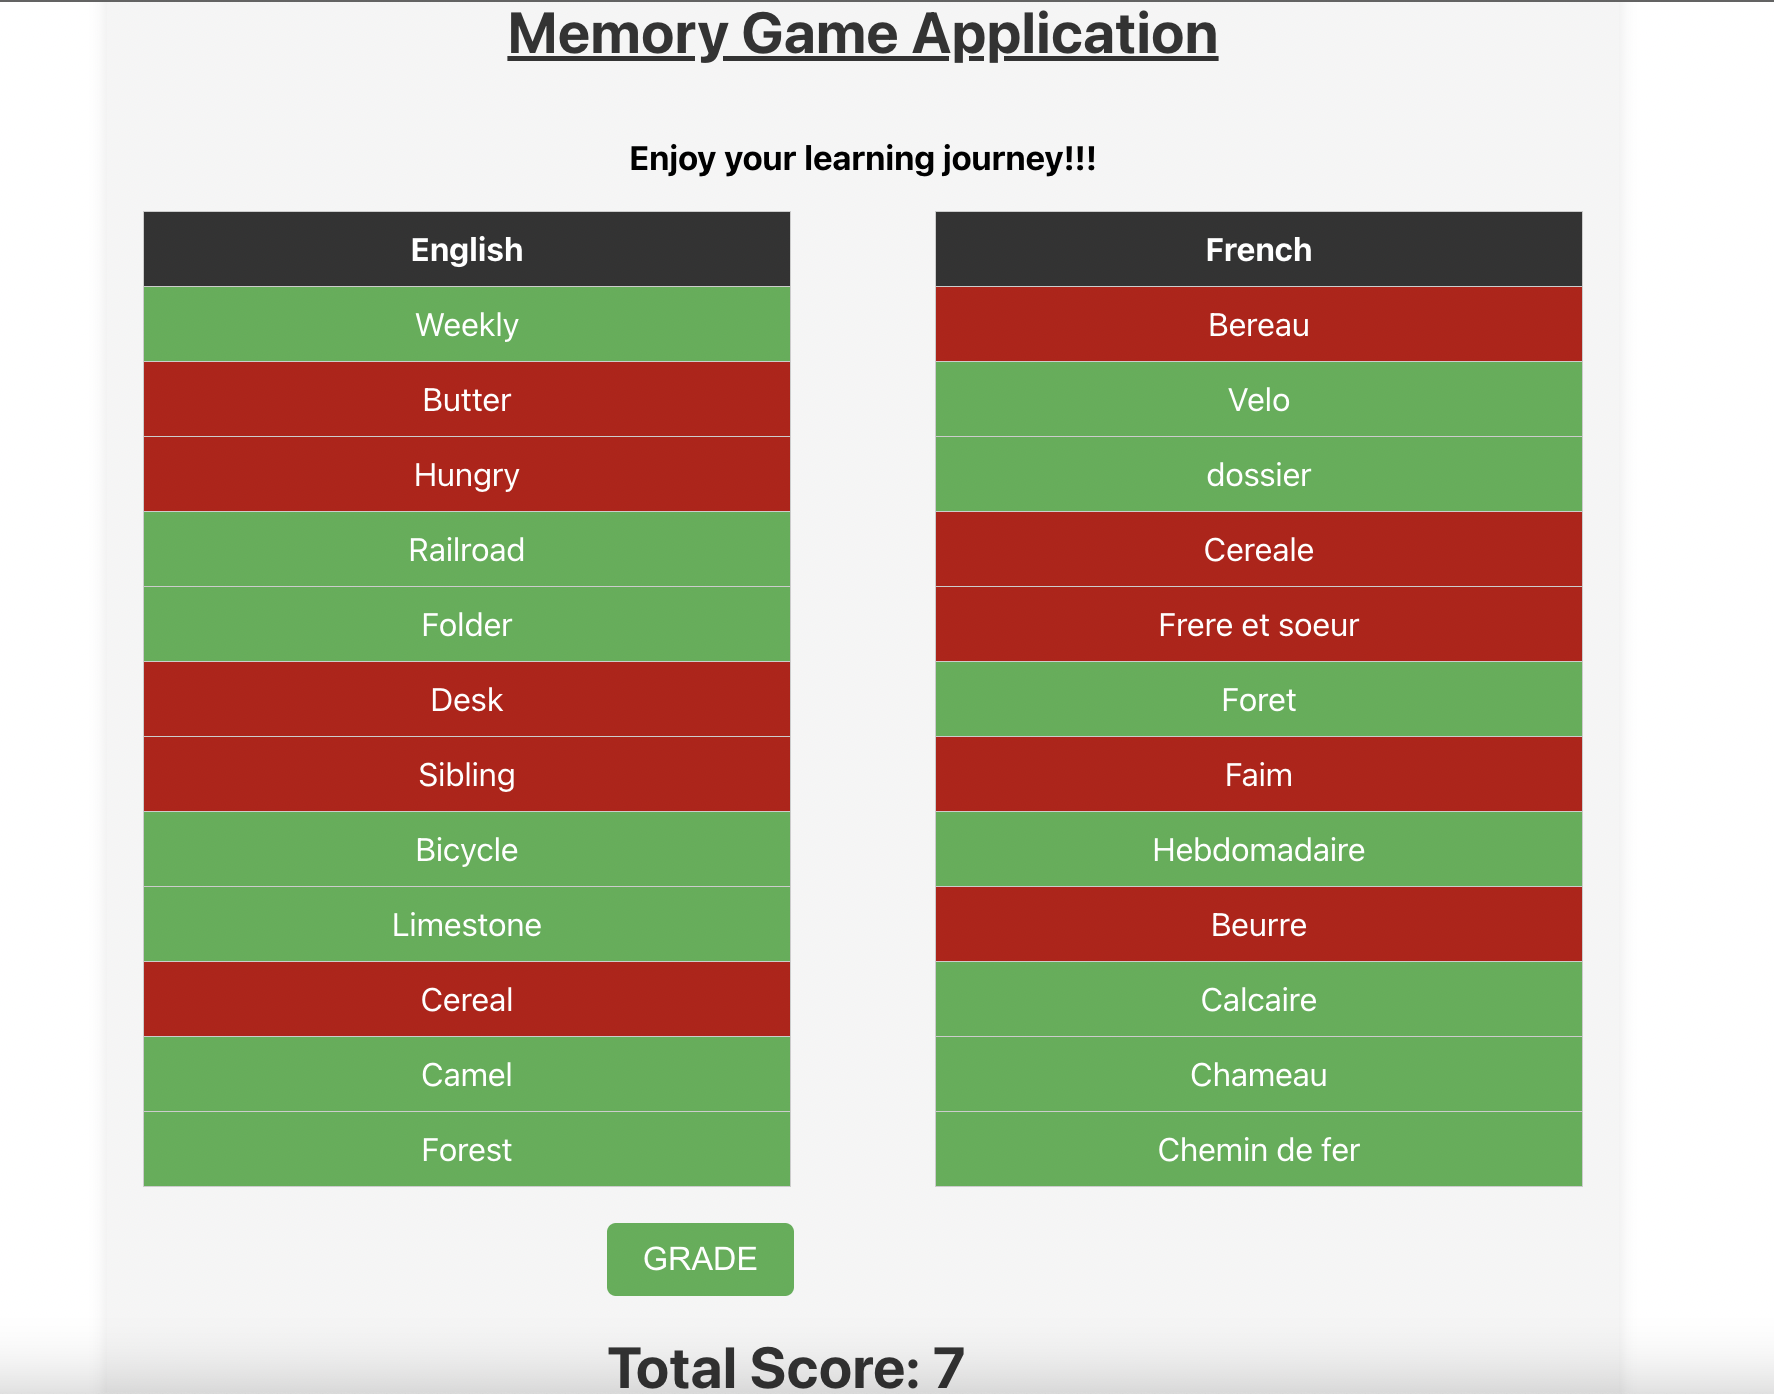 Memory Game Application
Enjoy your learning journey!!!
English
Weekly
Butter
Hungry
Railroad
Folder
Desk
Sibling
Bicycle
Limestone
Cereal
Camel
Forest
French
Bereau
Velo
dossier
Cereale
Frere et soeur
Foret
Faim
Hebdomadaire
Beurre
Calcaire
Chameau
Chemin de fer
GRADE
Total Score: 7